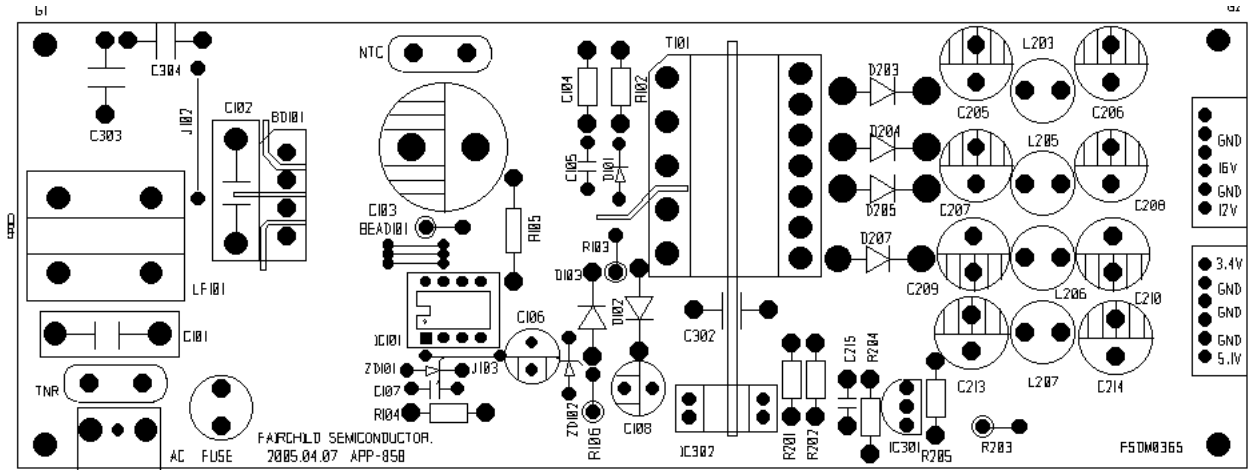 G1
G2
C304
C303
J102
C102
BD101
NTC
C103
BEAD101
R105
C104
R102
C105
D101
R103
T101
D203
D204
D205
D207
C205
L203
C206
L205
C207
C208
C209
L206
C210
C213
L207
C214
GND
16V
GND
12V
3.4V
GND
GND
GND
5.1V
LF101
C101
TNR
AC
FUSE
IC101
ZD101
J103
C107
R104
C106
ZD102
D103
R106
D102
C108
C302
IC302
R201
R202
C215
R204
IC301
R205
R203
FAIRCHILD SEMICONDUCTOR.
2005.04.07 APP-858
FSDM0365